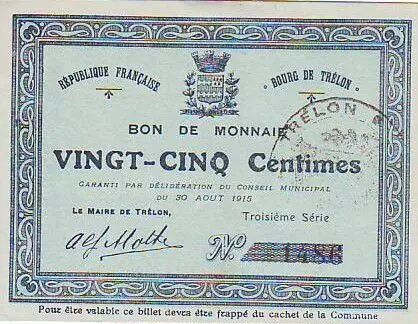 RÉPUBLIQUE FRANÇAISE
BOURG DE TRÉLON
BON DE MONNAIE
VINGT-CINQ Centimes
GARANTI PAR DÉLIBÉRATION DU CONSEIL MUNICIPAL
DU 30 AOUT 1915
LE MAIRE DE TRÉLON,
Troisième Série
No 1486
TRÉLON
Pour être valable ce billet devra être frappé du cachet de la Commune